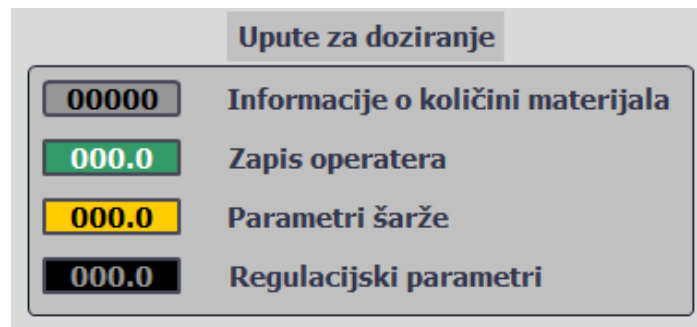 Upute za doziranje
00000 Informacije o količini materijala
000.0 Zapis operatera
000.0 Parametri šarže
000.0 Regulacijski parametri